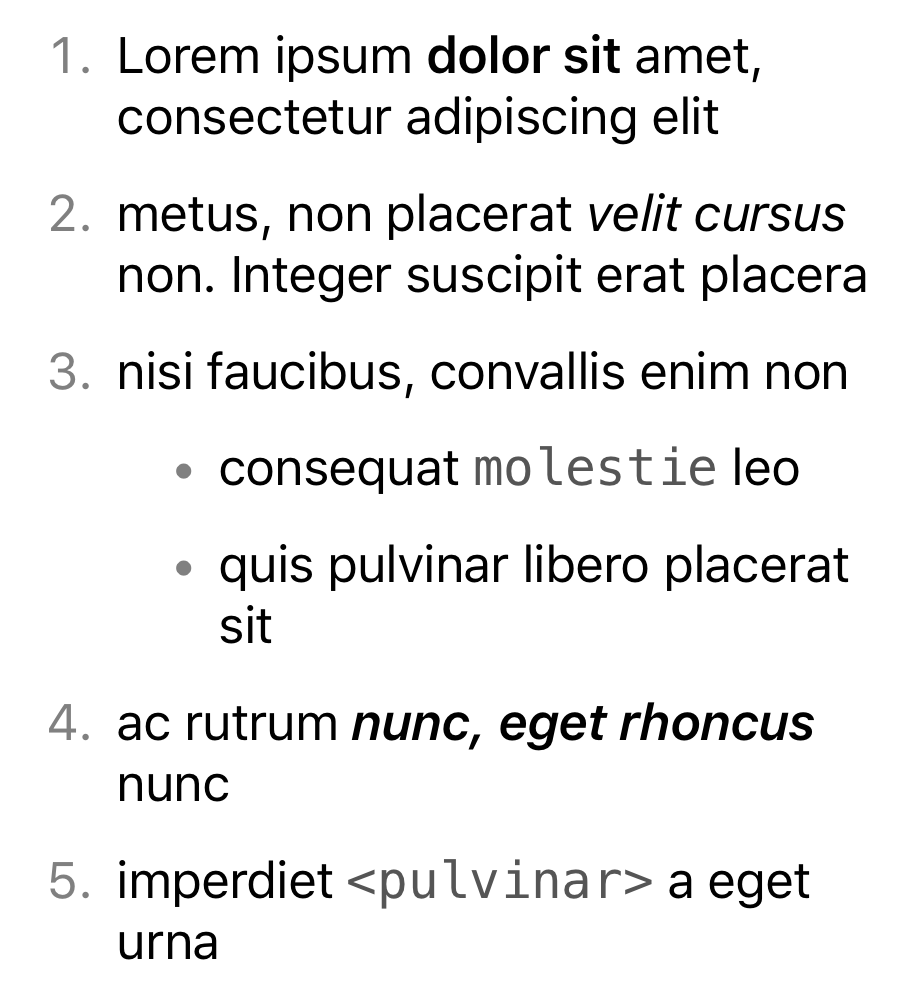 1. Lorem ipsum dolor sit amet,
consectetur adipiscing elit
2. metus, non placerat velit cursus
non. Integer suscipit erat placera
3. nisi faucibus, convallis enim non
• consequat molestie leo
• quis pulvinar libero placerat
sit
4. ac rutrum nunc, eget rhoncus
nunc
5. imperdiet <pulvinar> a eget
urna